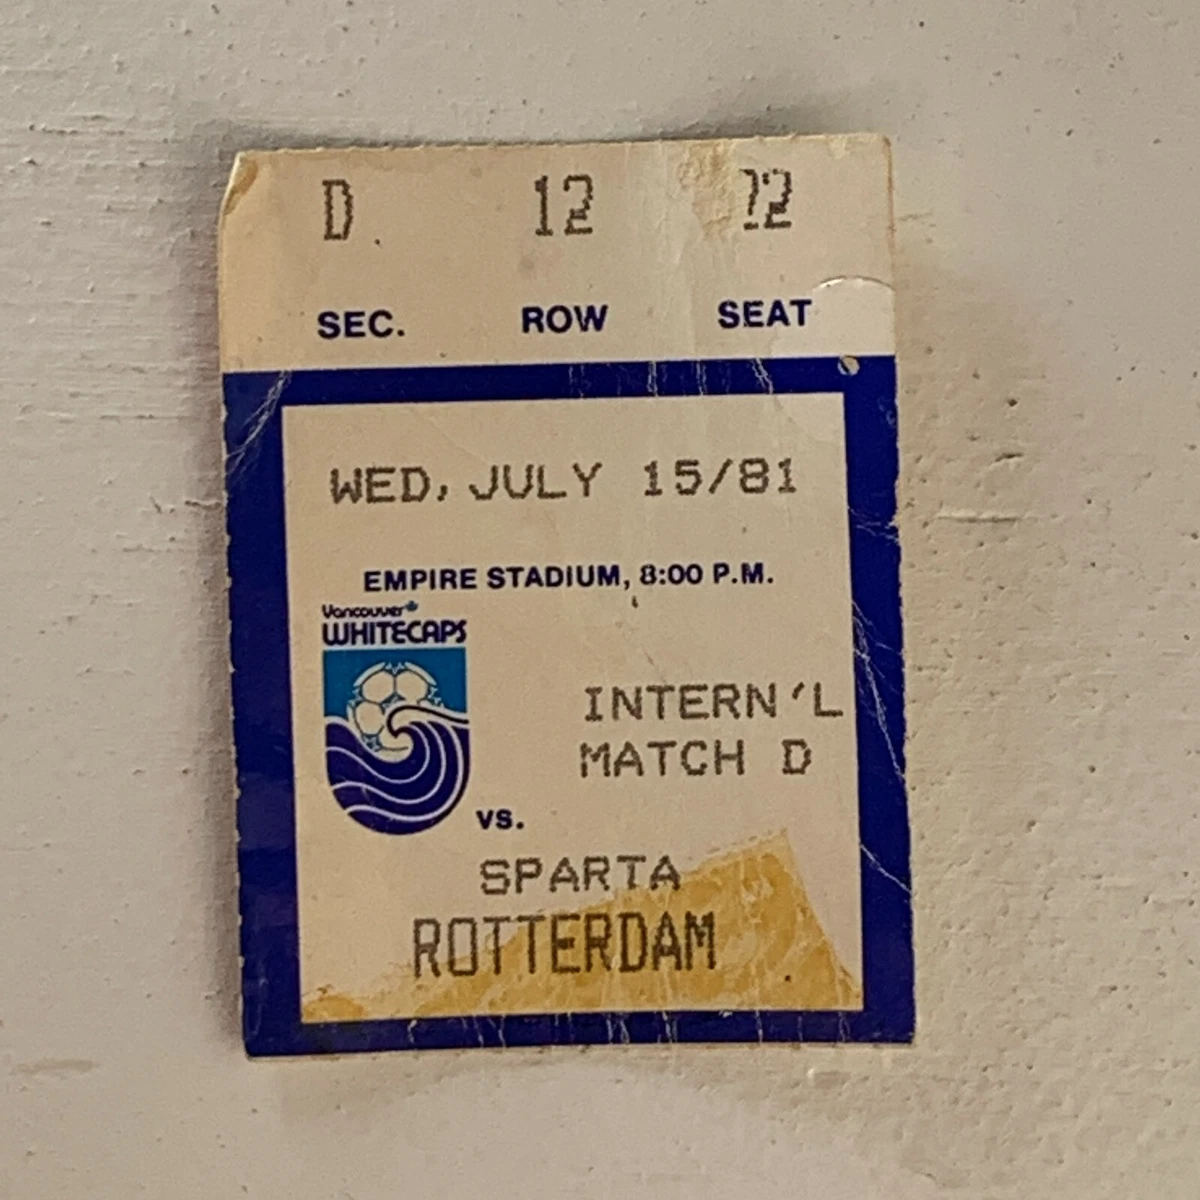 D 12
SEC. ROW SEAT
WED, JULY 15/81
EMPIRE STADIUM, 8:00 P.M.
Vancouver
WHITECAPS
INTERN'L
MATCH D
VS.
SPARTA
ROTTERDAM